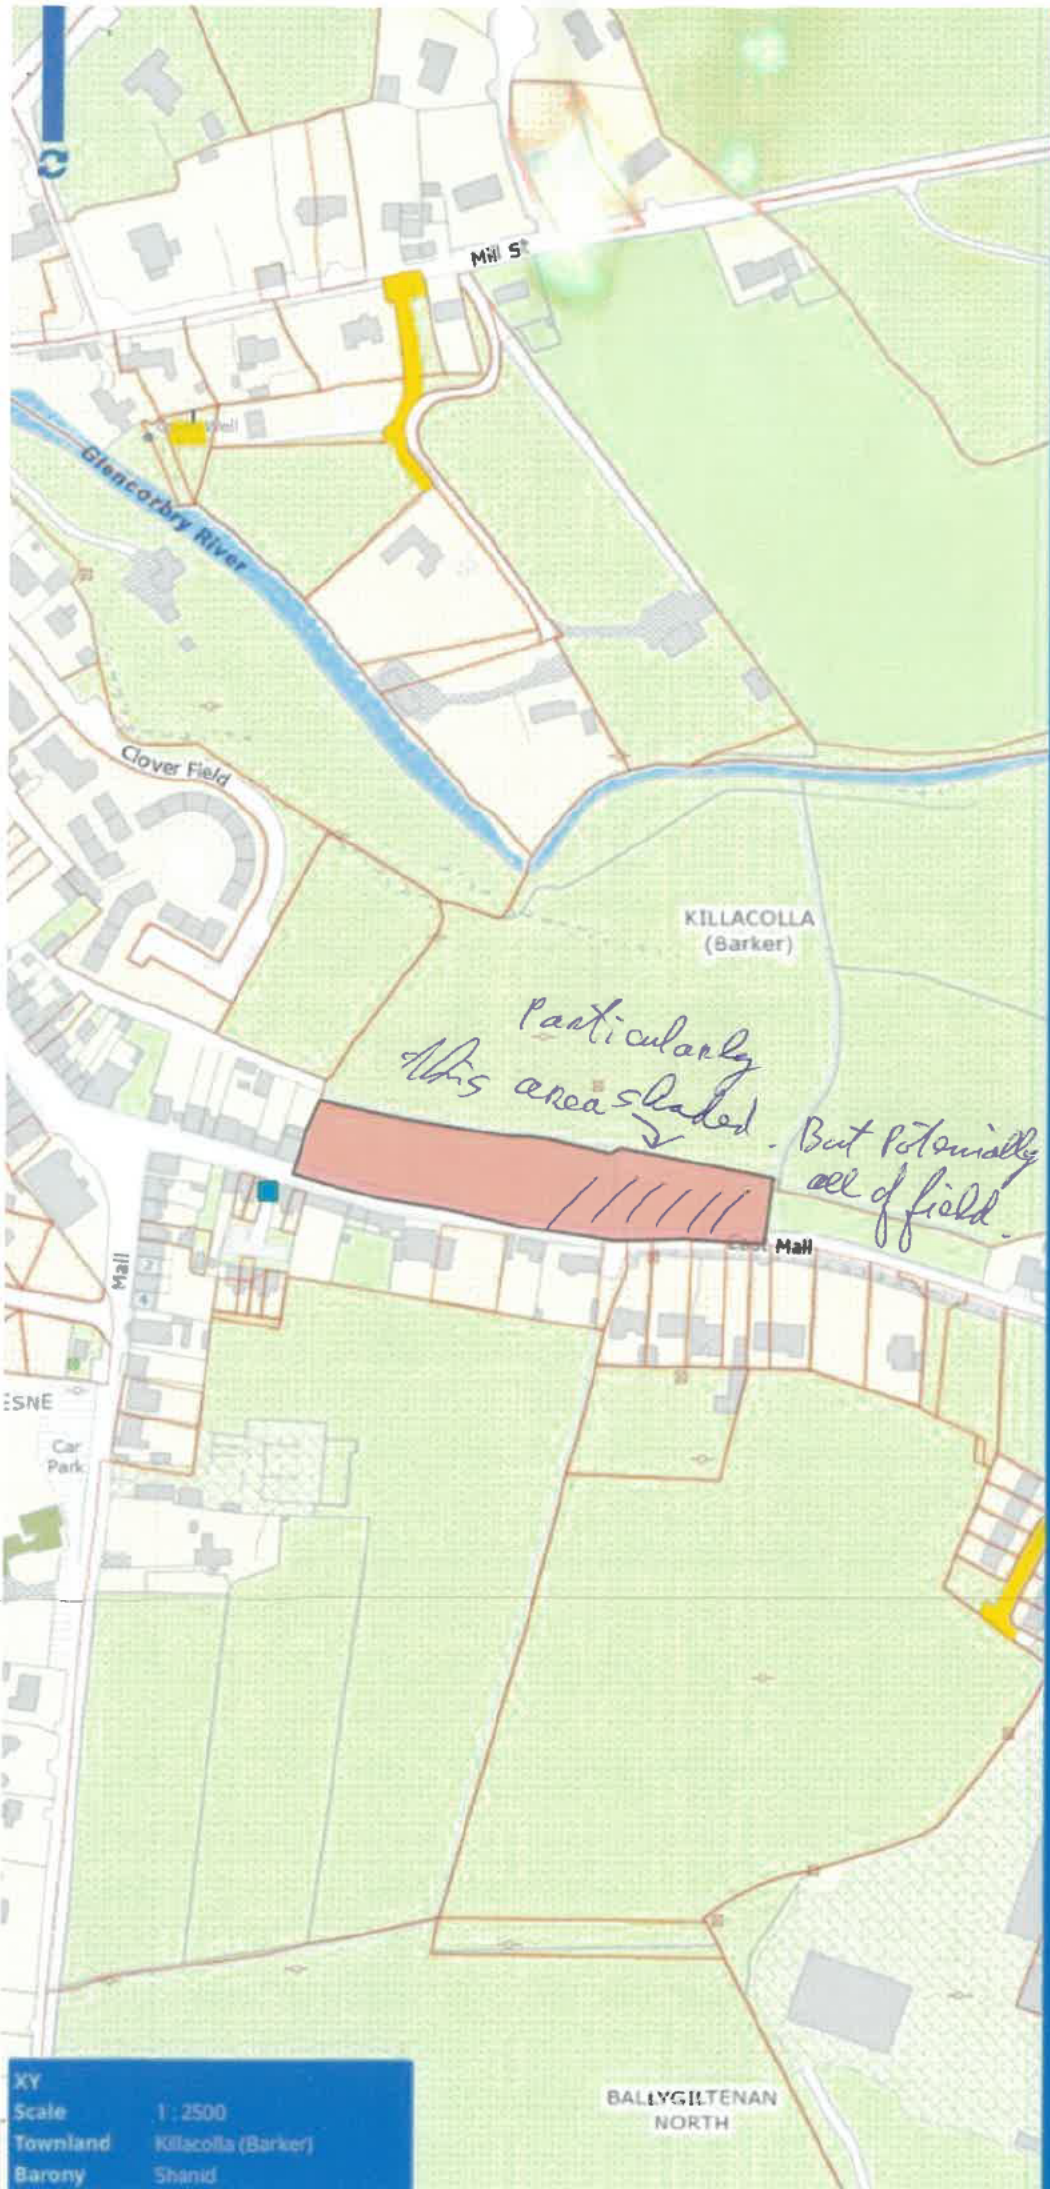 Mill St
Well
Glencorbry River
Clover Field
KILLACOLLA
(Barker)
Particularly
this area shaded. But Potenially
all of field.
East Mall
Mall
2
4
ESNE
Car
Park
BALLYGILTENAN
NORTH
XY
Scale 1:2500
Townland Killacolla (Barker)
Barony Shanid